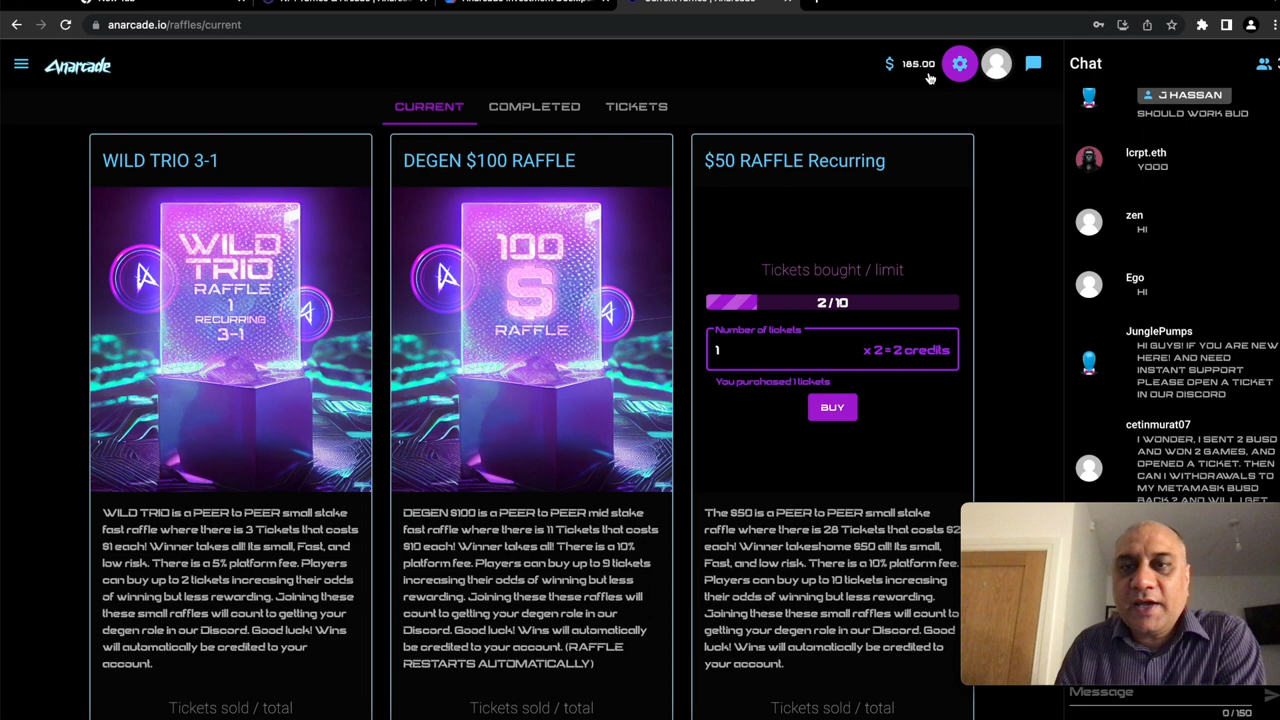 New Tab
anarcade.io/raffles/current
Anarcade
$ 185.00
Chat
CURRENT
COMPLETED
TICKETS
WILD TRIO 3-1
WILD
TRIO
RAFFLE
1
RECURRING
3-1
WILD TRIO is a PEER to PEER small stake
fast raffle where there is 3 Tickets that costs
$1 each! Winner takes all! Its small, Fast, and
low risk. There is a 5% platform fee. Players
can buy up to 2 tickets increasing their odds
of winning but less rewarding. Joining these
these small raffles will count to getting your
degen role in our Discord. Good luck! Wins
will automatically be credited to your
account.
Tickets sold / total
DEGEN $100 RAFFLE
100
$
RAFFLE
DEGEN $100 is a PEER to PEER mid stake
fast raffle where there is 11 Tickets that costs
$10 each! Winner takes all! There is a 10%
platform fee. Players can buy up to 9 tickets
increasing their odds of winning but less
rewarding. Joining these these raffles will
count to getting your degen role in our
Discord. Good luck! Wins will automatically
be credited to your account. (RAFFLE
RESTARTS AUTOMATICALLY)
Tickets sold / total
$50 RAFFLE Recurring
Tickets bought / limit
2 / 10
Number of tickets
1
x 2 = 2 credits
You purchased 1 tickets
BUY
The $50 is a PEER to PEER small stake
raffle where there is 28 Tickets that costs $2
each! Winner takeshome $50 all! Its small,
Fast, and low risk. There is a 10% platform
fee. Players can buy up to 10 tickets
increasing their odds of winning but less
rewarding. Joining these
these small raffles will count to getting your
degen role in our Discord. Good
luck! Wins will automatically be credited to
your account.
Tickets sold / total
J HASSAN
SHOULD WORK BUD
lcrpt.eth
YOOO
zen
HI
Ego
HI
JunglePumps
HI GUYS! IF YOU ARE NEW
HERE! AND NEED
INSTANT SUPPORT
PLEASE OPEN A TICKET
IN OUR DISCORD
cetinmurat07
I WONDER, I SENT 2 BUSD
AND WON 2 GAMES, AND
OPENED A TICKET. THEN
CAN I WITHDRAWALS TO
MY METAMASK BUSD
BACK ? AND WILL I GET
Message
0 / 150